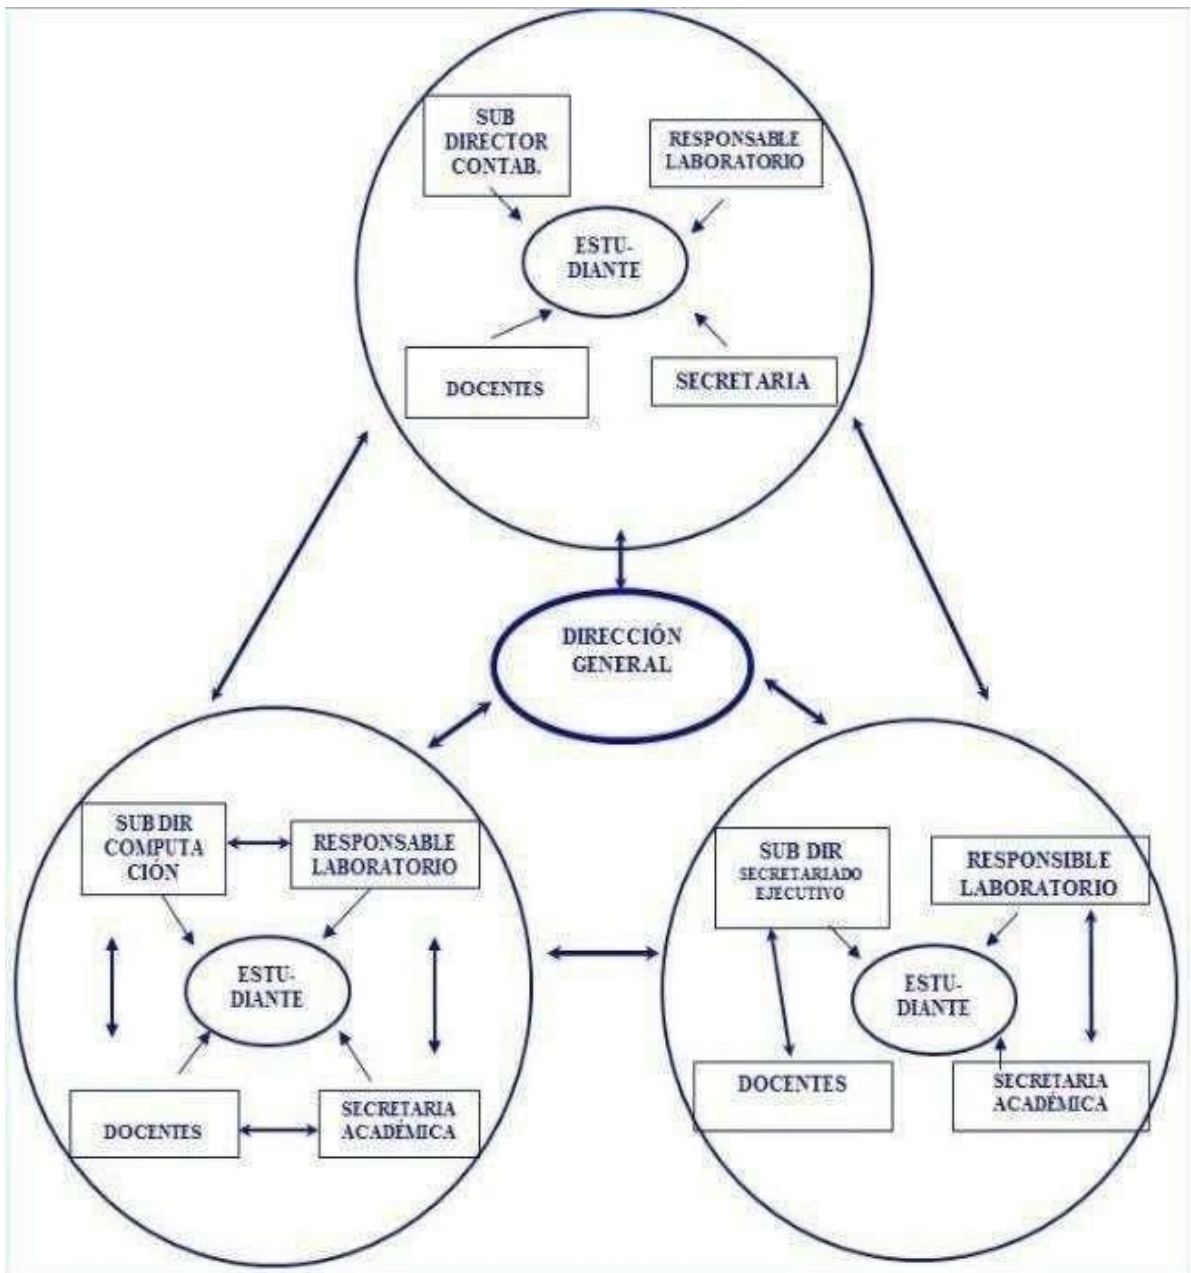 SUB
DIRECTOR
CONTAB.
RESPONSABLE
LABORATORIO
ESTU-
DIANTE
DOCENTES
SECRETARIA
DIRECCIÓN
GENERAL
SUB DIR
COMPUTA
CIÓN
RESPONSABLE
LABORATORIO
ESTU-
DIANTE
DOCENTES
SECRETARIA
ACADÉMICA
SUB DIR
SECRETARIADO
EJECUTIVO
RESPONSIBLE
LABORATORIO
ESTU-
DIANTE
DOCENTES
SECRETARIA
ACADÉMICA